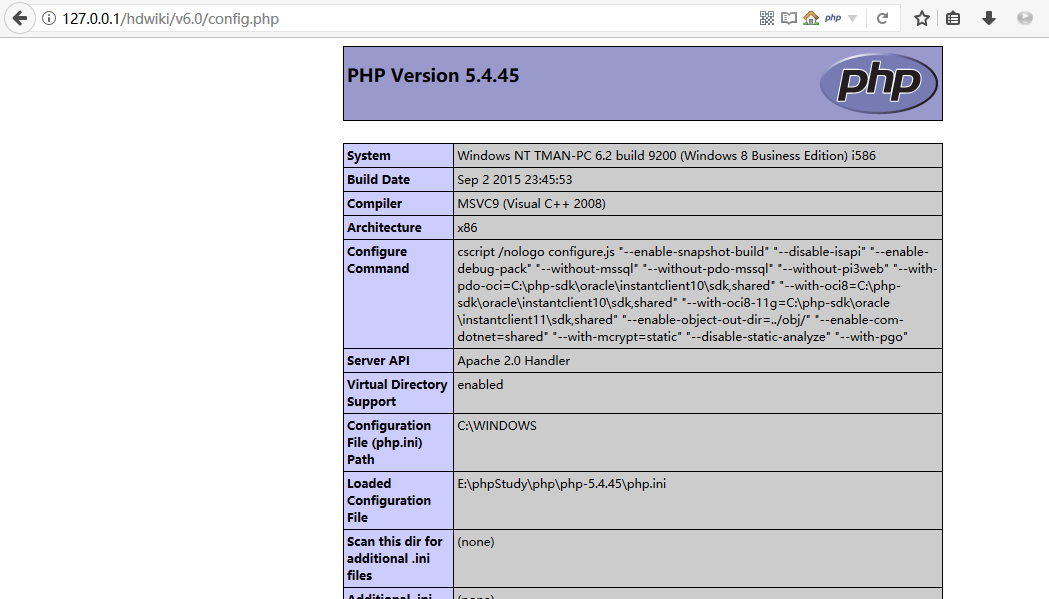 127.0.0.1/hdwiki/v6.0/config.php
php
PHP Version 5.4.45
php
System
Windows NT TMAN-PC 6.2 build 9200 (Windows 8 Business Edition) i586
Build Date
Sep 2 2015 23:45:53
Compiler
MSVC9 (Visual C++ 2008)
Architecture
x86
Configure
Command
cscript /nologo configure.js "--enable-snapshot-build" "--disable-isapi" "--enable-
debug-pack" "--without-mssql" "--without-pdo-mssql" "--without-pi3web" "--with-
pdo-oci=C:\php-sdk\oracle\instantclient10\sdk,shared" "--with-oci8=C:\php-
sdk\oracle\instantclient10\sdk,shared" "--with-oci8-11g=C:\php-sdk\oracle
\instantclient11\sdk,shared" "--enable-object-out-dir=../obj/" "--enable-com-
dotnet=shared" "--with-mcrypt=static" "--disable-static-analyze" "--with-pgo"
Server API
Apache 2.0 Handler
Virtual Directory
Support
enabled
Configuration
File (php.ini)
Path
C:\WINDOWS
Loaded
Configuration
File
E:\phpStudy\php\php-5.4.45\php.ini
Scan this dir for
additional .ini
files
(none)
Additional .ini
(none)